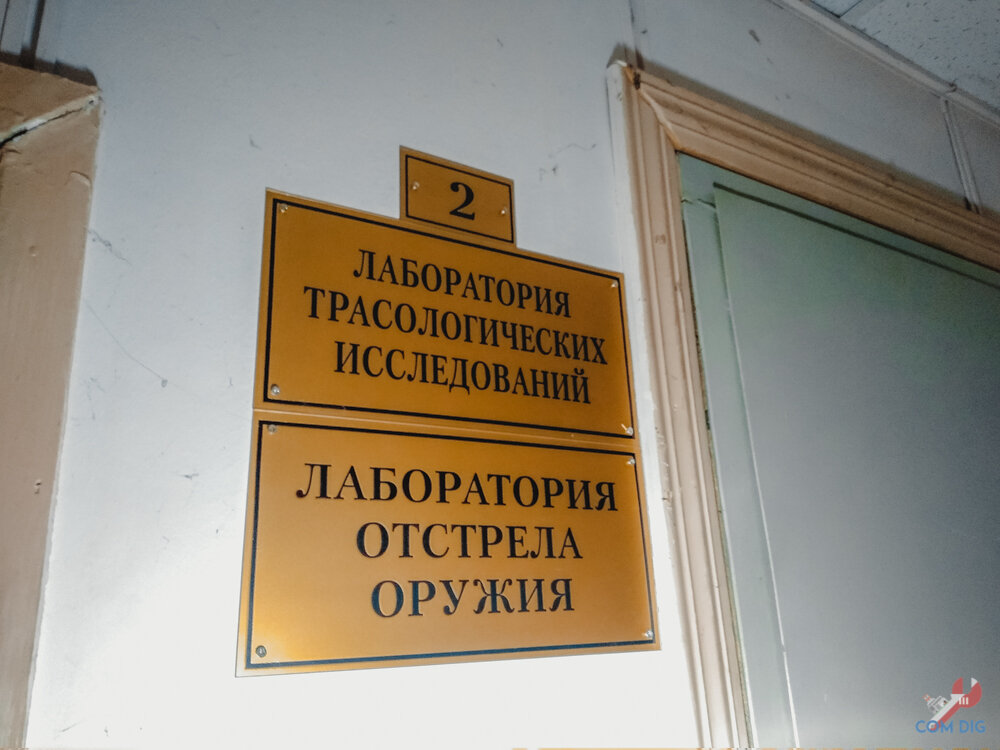 2
ЛАБОРАТОРИЯ
ТРАСОЛОГИЧЕСКИХ
ИССЛЕДОВАНИЙ
ЛАБОРАТОРИЯ
ОТСТРЕЛА
ОРУЖИЯ
COM DIG